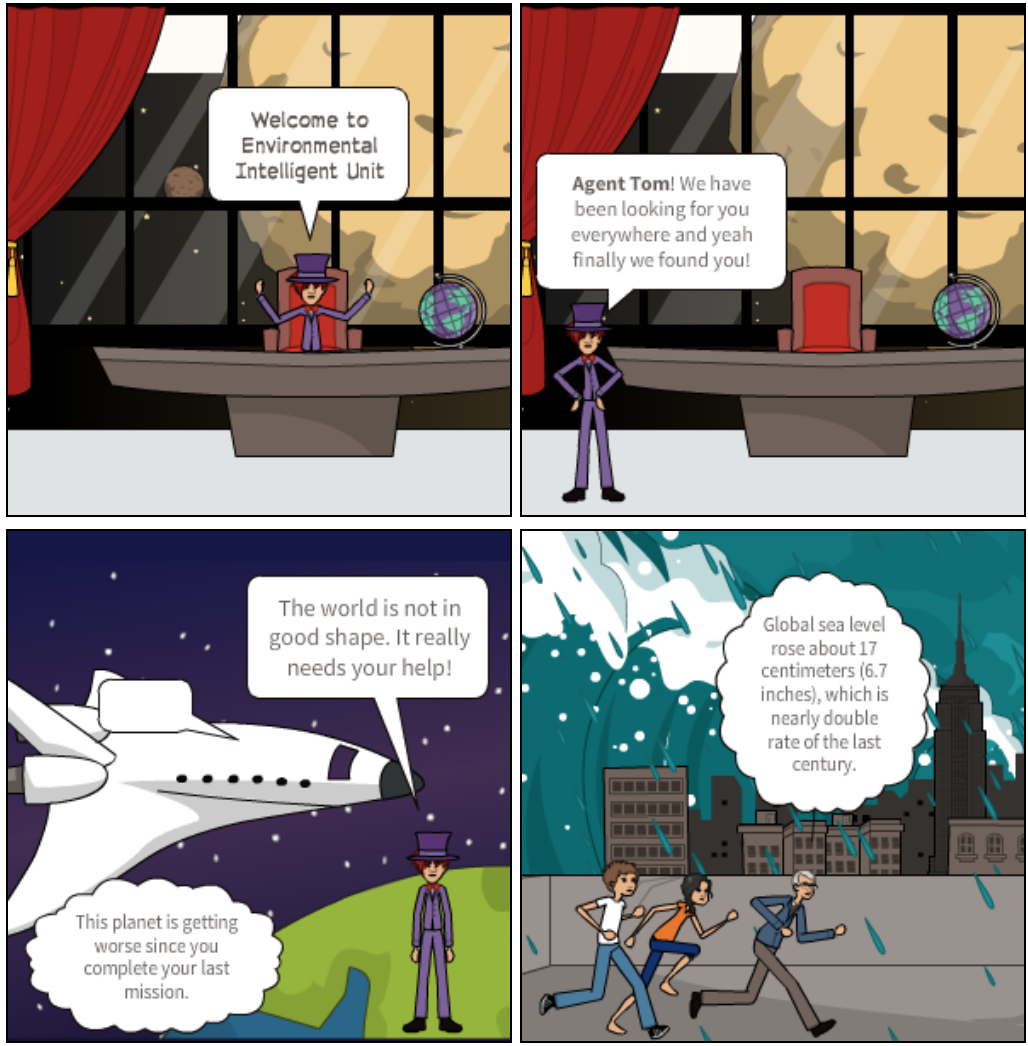 Welcome to
Environmental
Intelligent Unit
Agent Tom! We have
been looking for you
everywhere and yeah
finally we found you!
The world is not in
good shape. It really
needs your help!
This planet is getting
worse since you
complete your last
mission.
Global sea level
rose about 17
centimeters (6.7
inches), which is
nearly double
rate of the last
century.